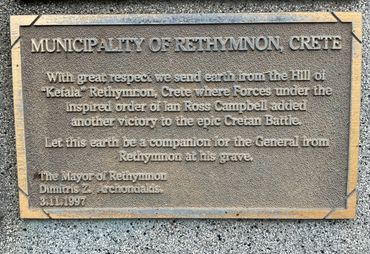 MUNICIPALITY OF RETHYMNON, CRETE
With great respect we send earth from the Hill of
"Kefala" Rethymnon, Crete where Forces under the
inspired order of Ian Ross Campbell added
another victory to the epic Cretan Battle.
Let this earth be a companion for the General from
Rethymnon at his grave.
The Mayor of Rethymnon
Dimitris Z. Archondakis.
3.11.1997